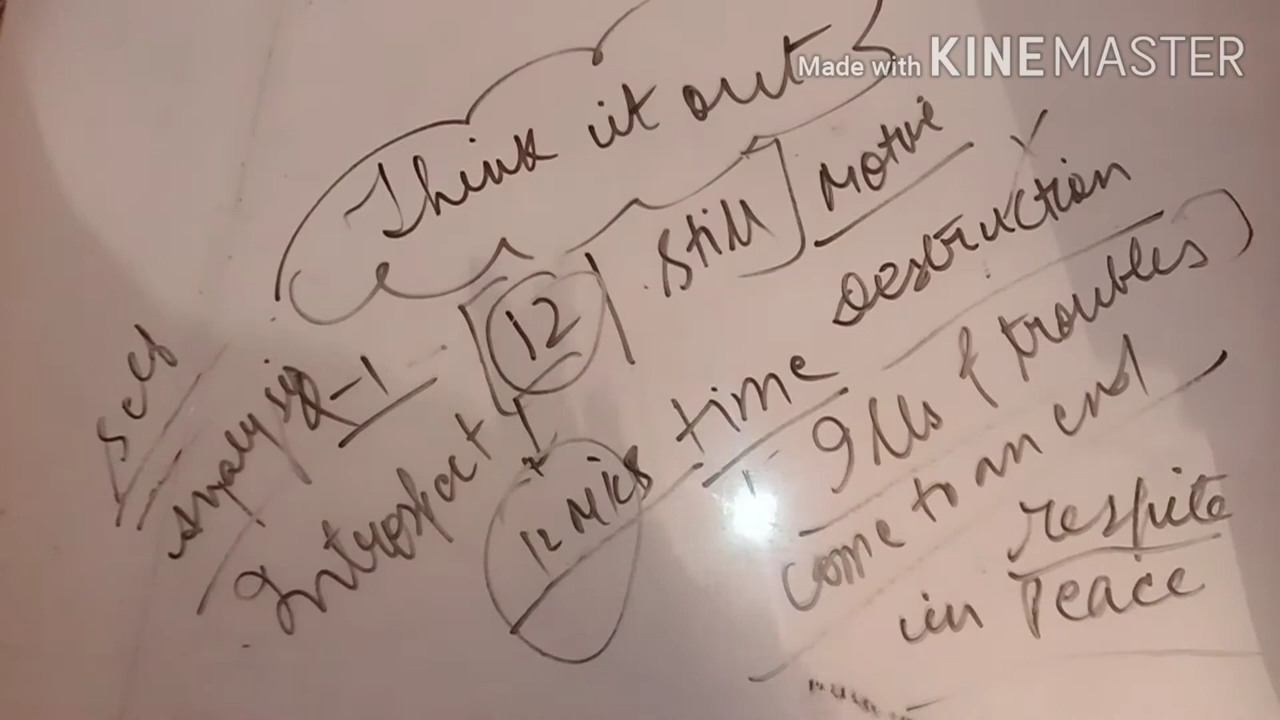 Made with KINEMASTER
Think it out
12 Still Motive
Self
analysis
Q-1
Introspect
12 Mks
time
Destruction
Ills & troubles
come to an end
respite
in Peace